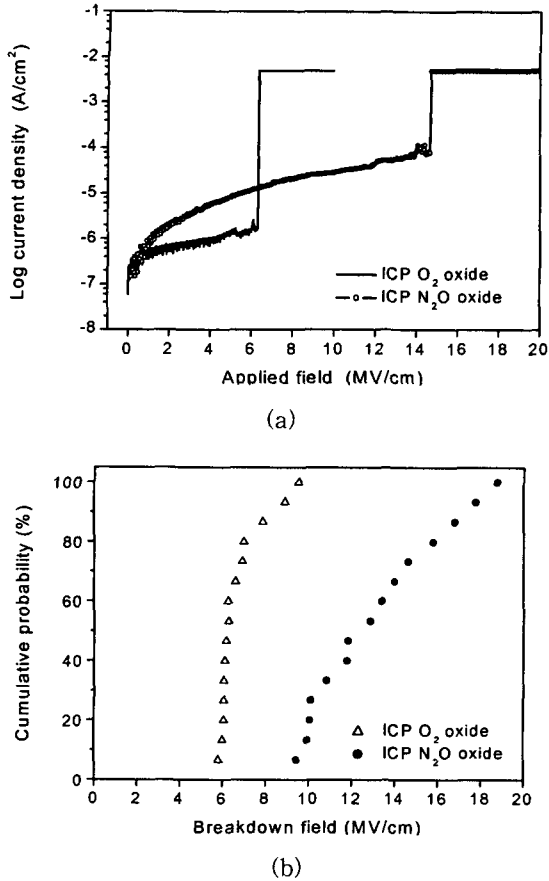 -1
-2
-3
-4
-5
-6
-7
-8
Log current density (A/cm²)
ICP O₂ oxide
ICP N₂O oxide
0 2 4 6 8 10 12 14 16 18 20
Applied field (MV/cm)
(a)
100
80
60
40
20
0
Cumulative probability (%)
ICP O₂ oxide
ICP N₂O oxide
0 2 4 6 8 10 12 14 16 18 20
Breakdown field (MV/cm)
(b)